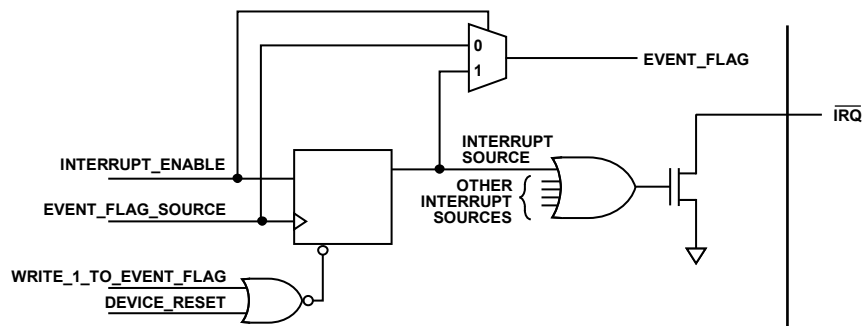 0
1
EVENT_FLAG
IRQ
INTERRUPT
SOURCE
INTERRUPT_ENABLE
OTHER
INTERRUPT
SOURCES
EVENT_FLAG_SOURCE
WRITE_1_TO_EVENT_FLAG
DEVICE_RESET